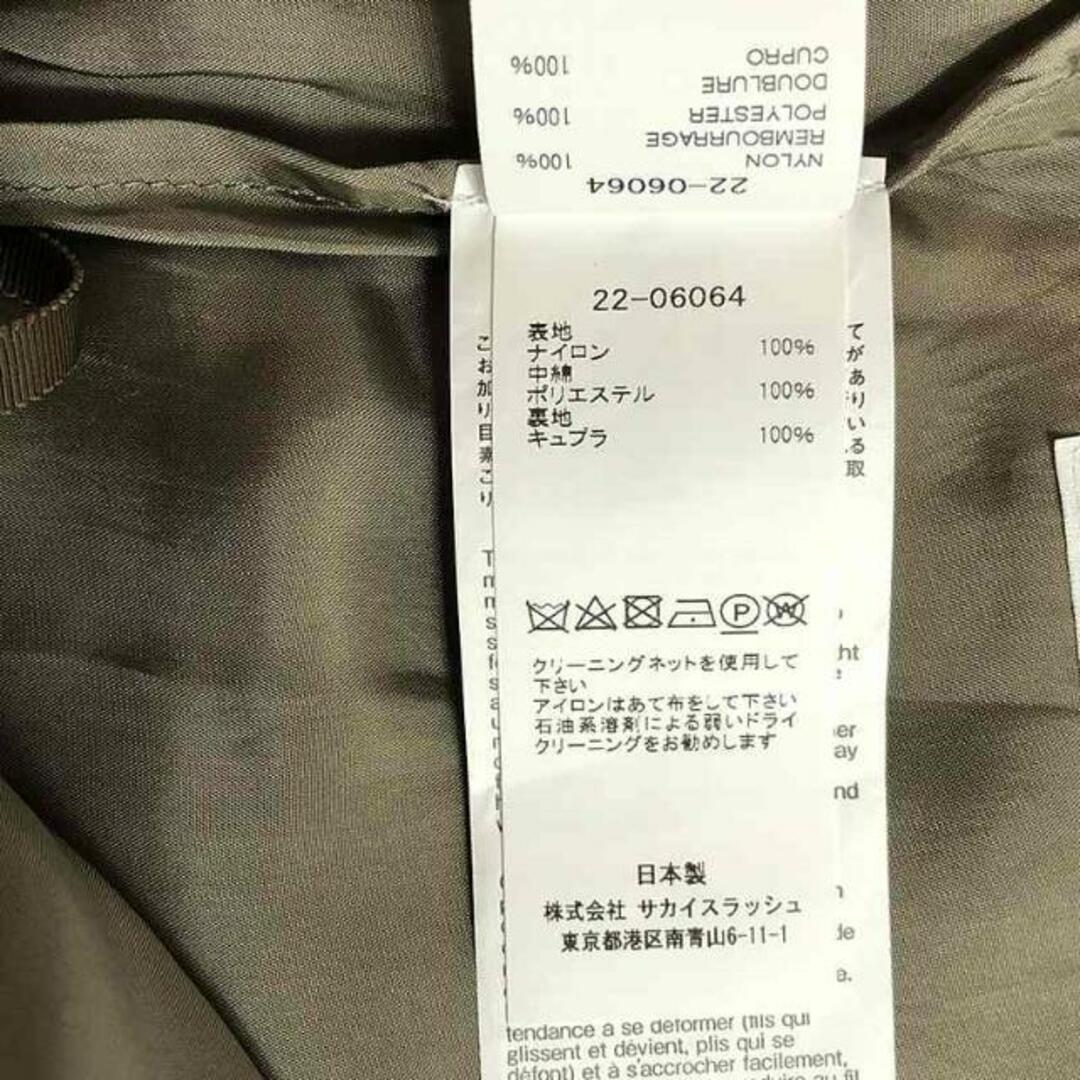 100% CUPRO
DOUBLURE
100% POLYESTER
REMBOURRAGE
100% NYLON
22-06064
22-06064
表地
ナイロン 100%
中綿
ポリエステル 100%
裏地
キュプラ 100%
クリーニングネットを使用して
下さい
アイロンはあて布をして下さい
石油系溶剤による弱いドライ
クリーニングをお勧めします
日本製
株式会社 サカイスラッシュ
東京都港区南青山6-11-1
tendance à se déformer (fils qui
glissent et dévient, plis qui se
défont) et à s'accrocher facilement,